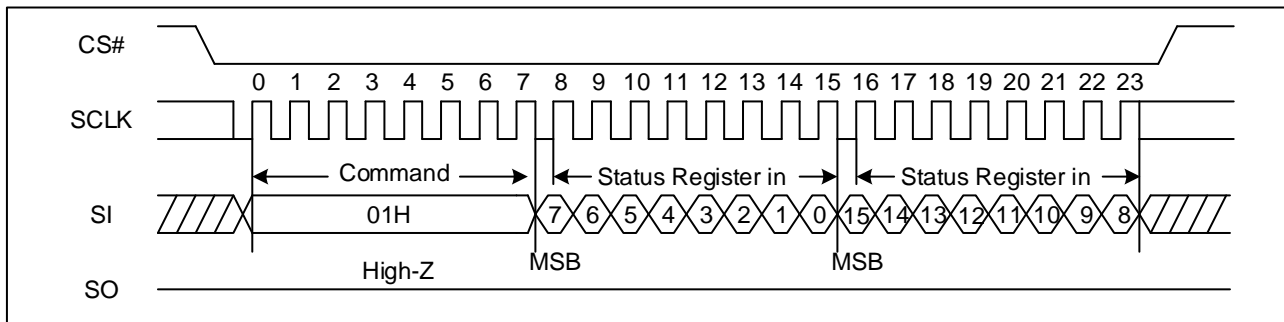 CS#
0 1 2 3 4 5 6 7 8 9 10 11 12 13 14 15 16 17 18 19 20 21 22 23
SCLK
Command Status Register in Status Register in
SI 01H 7 6 5 4 3 2 1 0 15 14 13 12 11 10 9 8
High-Z MSB MSB
SO